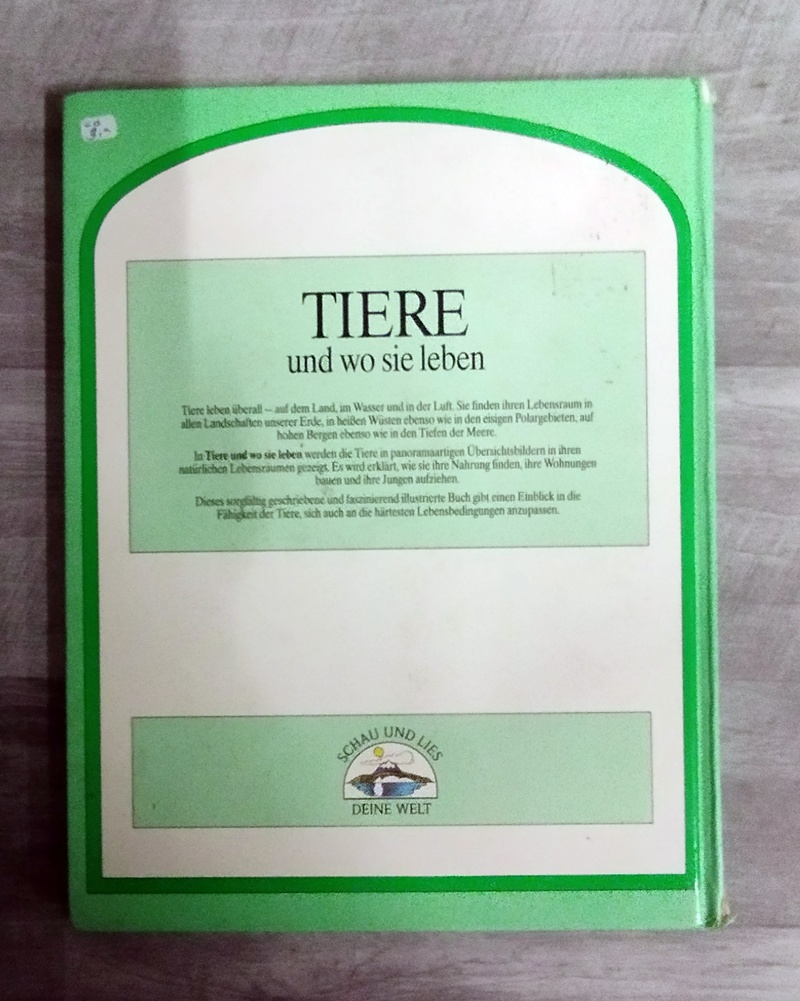 TIERE
und wo sie leben
Tiere leben überall – auf dem Land, im Wasser und in der Luft. Sie finden ihren Lebensraum in
allen Landschaften unserer Erde, in heißen Wüsten ebenso wie in den eisigen Polargebieten, auf
hohen Bergen ebenso wie in den Tiefen der Meere.
In Tiere und wo sie leben werden die Tiere in panoramaartigen Übersichtsbildern in ihren
natürlichen Lebensräumen gezeigt. Es wird erklärt, wie sie ihre Nahrung finden, ihre Wohnungen
bauen und ihre Jungen aufziehen.
Dieses sorgfältig geschriebene und faszinierend illustrierte Buch gibt einen Einblick in die
Fähigkeit der Tiere, sich auch an die härtesten Lebensbedingungen anzupassen.
SCHAU UND LIES
DEINE WELT